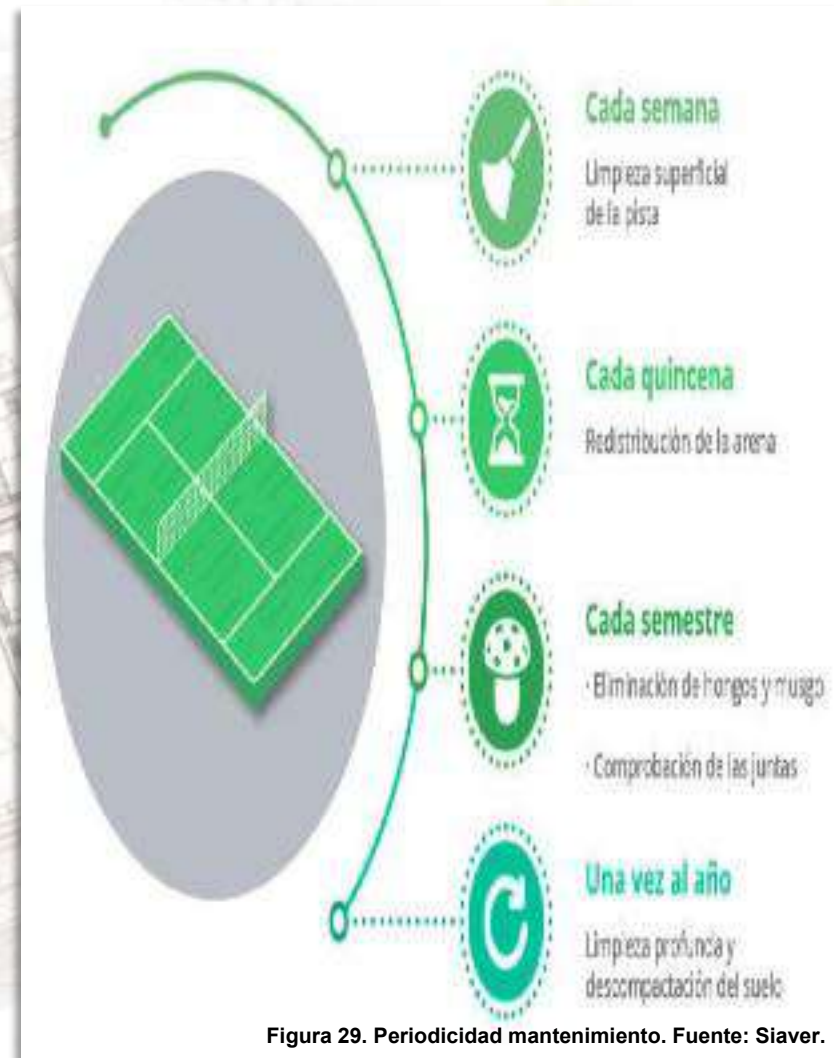 Cada semana
Limpieza superficial
de la pista
Cada quincena
Redistribución de la arena
Cada semestre
· Eliminación de hongos y musgo
· Comprobación de las juntas
Una vez al año
Limpieza profunda y
descompactación del suelo
Figura 29. Periodicidad mantenimiento. Fuente: Siaver.